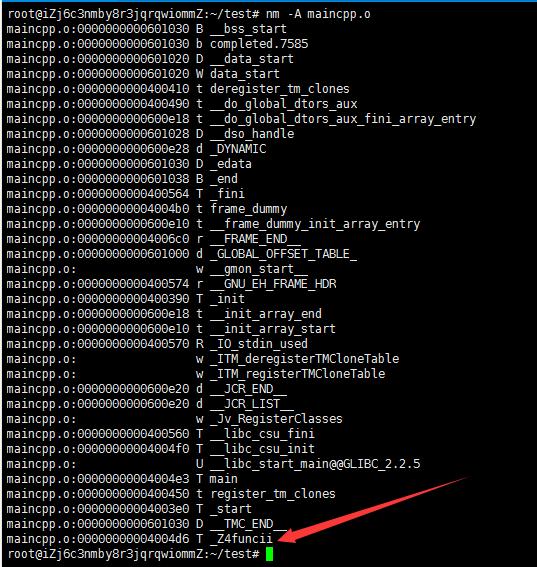 root@iZj6c3nmby8r3jqrqwiommZ:~/test# nm -A maincpp.o
maincpp.o:0000000000601030 B __bss_start
maincpp.o:0000000000601030 b completed.7585
maincpp.o:0000000000601020 D __data_start
maincpp.o:0000000000601020 W data_start
maincpp.o:0000000000400410 t deregister_tm_clones
maincpp.o:0000000000400490 t __do_global_dtors_aux
maincpp.o:0000000000600e18 t __do_global_dtors_aux_fini_array_entry
maincpp.o:0000000000601028 D __dso_handle
maincpp.o:0000000000600e28 d _DYNAMIC
maincpp.o:0000000000601030 D _edata
maincpp.o:0000000000601038 B _end
maincpp.o:0000000000400564 T _fini
maincpp.o:00000000004004b0 t frame_dummy
maincpp.o:0000000000600e10 t __frame_dummy_init_array_entry
maincpp.o:00000000004006c0 r __FRAME_END__
maincpp.o:0000000000601000 d _GLOBAL_OFFSET_TABLE_
maincpp.o:                 w __gmon_start__
maincpp.o:0000000000400574 r __GNU_EH_FRAME_HDR
maincpp.o:0000000000400390 T _init
maincpp.o:0000000000600e18 t __init_array_end
maincpp.o:0000000000600e10 t __init_array_start
maincpp.o:0000000000400570 R _IO_stdin_used
maincpp.o:                 w _ITM_deregisterTMCloneTable
maincpp.o:                 w _ITM_registerTMCloneTable
maincpp.o:0000000000600e20 d __JCR_END__
maincpp.o:0000000000600e20 d __JCR_LIST__
maincpp.o:                 w _Jv_RegisterClasses
maincpp.o:0000000000400560 T __libc_csu_fini
maincpp.o:00000000004004f0 T __libc_csu_init
maincpp.o:                 U __libc_start_main@@GLIBC_2.2.5
maincpp.o:00000000004004e3 T main
maincpp.o:0000000000400450 t register_tm_clones
maincpp.o:00000000004003e0 T _start
maincpp.o:0000000000601030 D __TMC_END__
maincpp.o:00000000004004d6 T _Z4funcii
root@iZj6c3nmby8r3jqrqwiommZ:~/test#